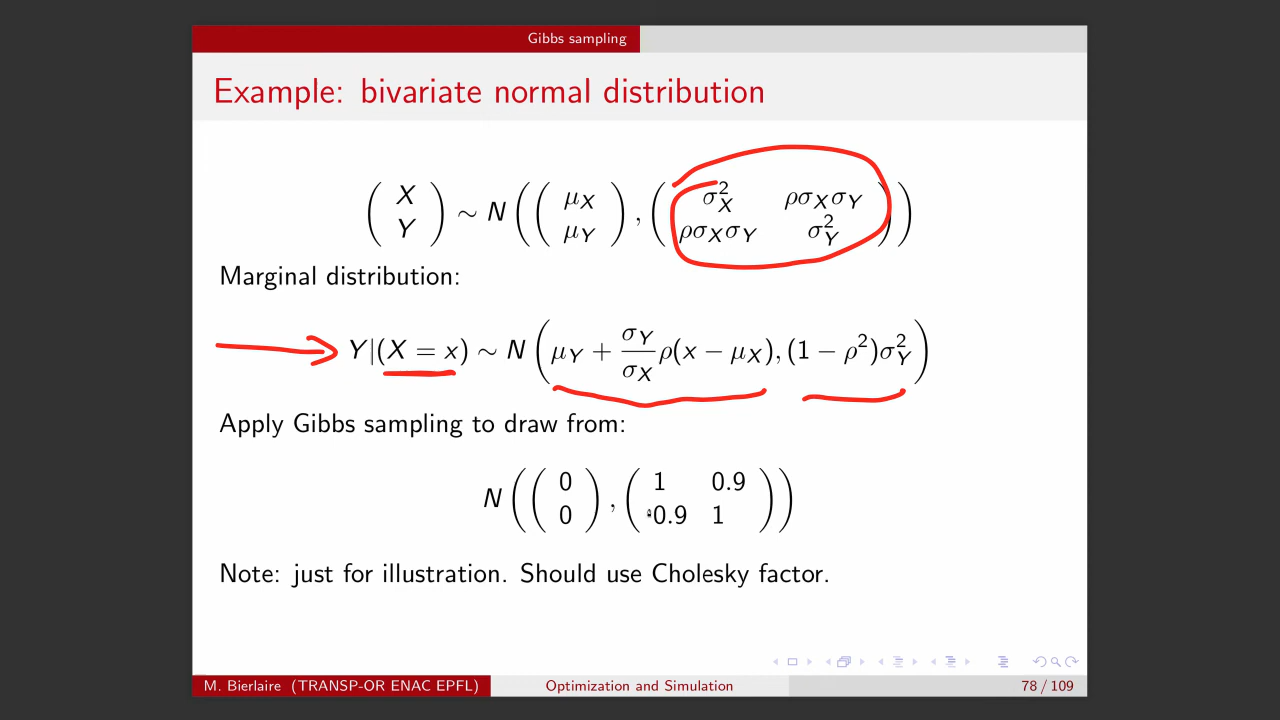 Gibbs sampling
Example: bivariate normal distribution
( X Y ) ∼ N ( ( μ_X μ_Y ) , ( σ_X^2 ρσ_Xσ_Y ρσ_Xσ_Y σ_Y^2 ) )
Marginal distribution:
Y|(X = x) ∼ N ( μ_Y + σ_Y/σ_X ρ(x − μ_X), (1 − ρ^2)σ_Y^2 )
Apply Gibbs sampling to draw from:
N ( ( 0 0 ) , ( 1 0.9 0.9 1 ) )
Note: just for illustration. Should use Cholesky factor.
M. Bierlaire (TRANSP-OR ENAC EPFL) Optimization and Simulation 78 / 109